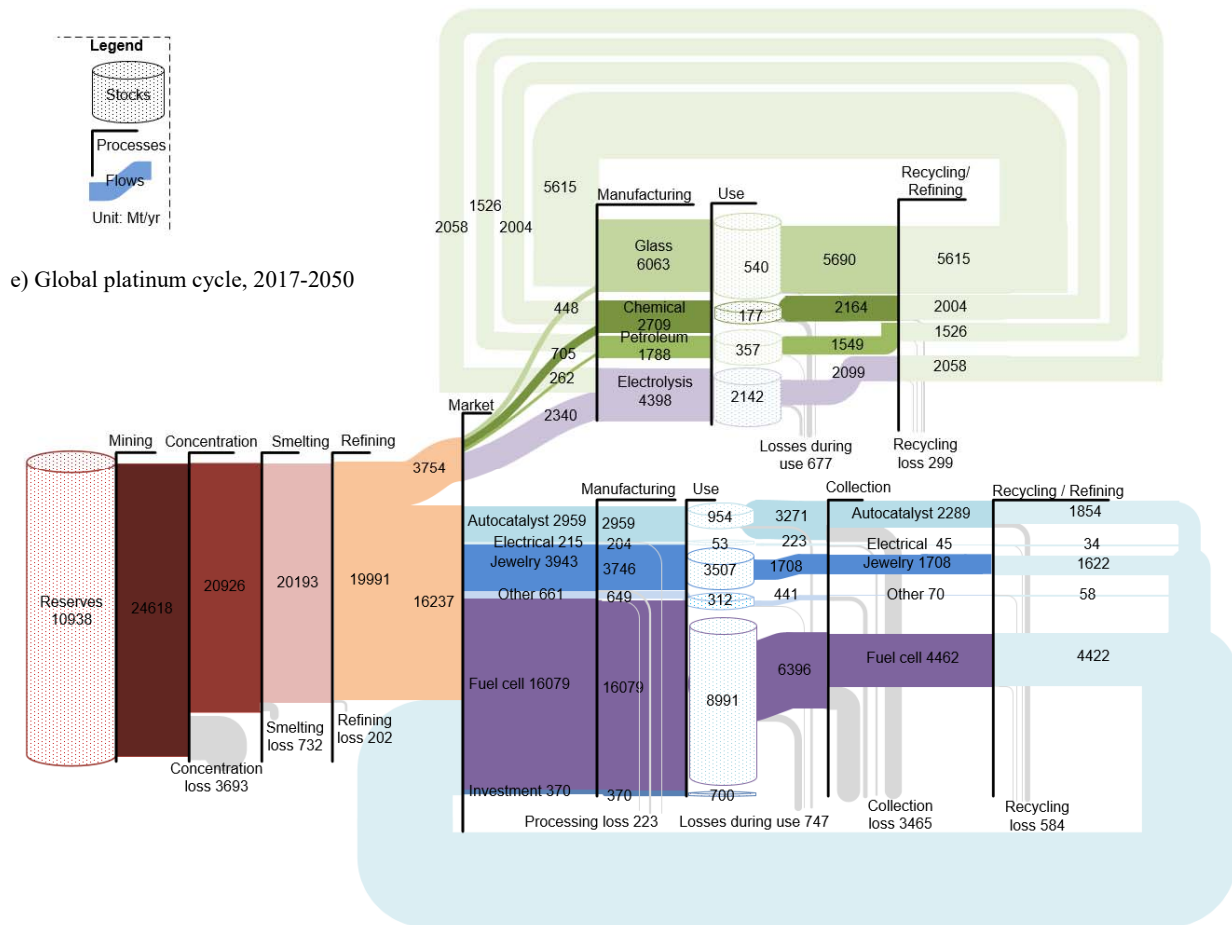 Legend
Stocks
Processes
Flows
Unit: Mt/yr
e) Global platinum cycle, 2017-2050
5615
1526
2058
2004
Manufacturing
Use
Recycling/
Refining
Glass
6063
540
5690
5615
448
Chemical
2709
177
2164
2004
705
Petroleum
1788
357
1549
1526
262
Electrolysis
4398
2142
2099
2058
2340
Losses during
use 677
Recycling
loss 299
Market
Mining
Concentration
Smelting
Refining
3754
Reserves
10938
24618
20926
20193
19991
16237
Concentration
loss 3693
Smelting
loss 732
Refining
loss 202
Manufacturing
Use
Collection
Recycling / Refining
Autocatalyst 2959
2959
954
3271
Autocatalyst 2289
1854
Electrical 215
204
53
223
Electrical 45
34
Jewelry 3943
3746
3507
1708
Jewelry 1708
1622
Other 661
649
312
441
Other 70
58
Fuel cell 16079
16079
8991
6396
Fuel cell 4462
4422
Investment 370
370
700
Processing loss 223
Losses during use 747
Collection
loss 3465
Recycling
loss 584